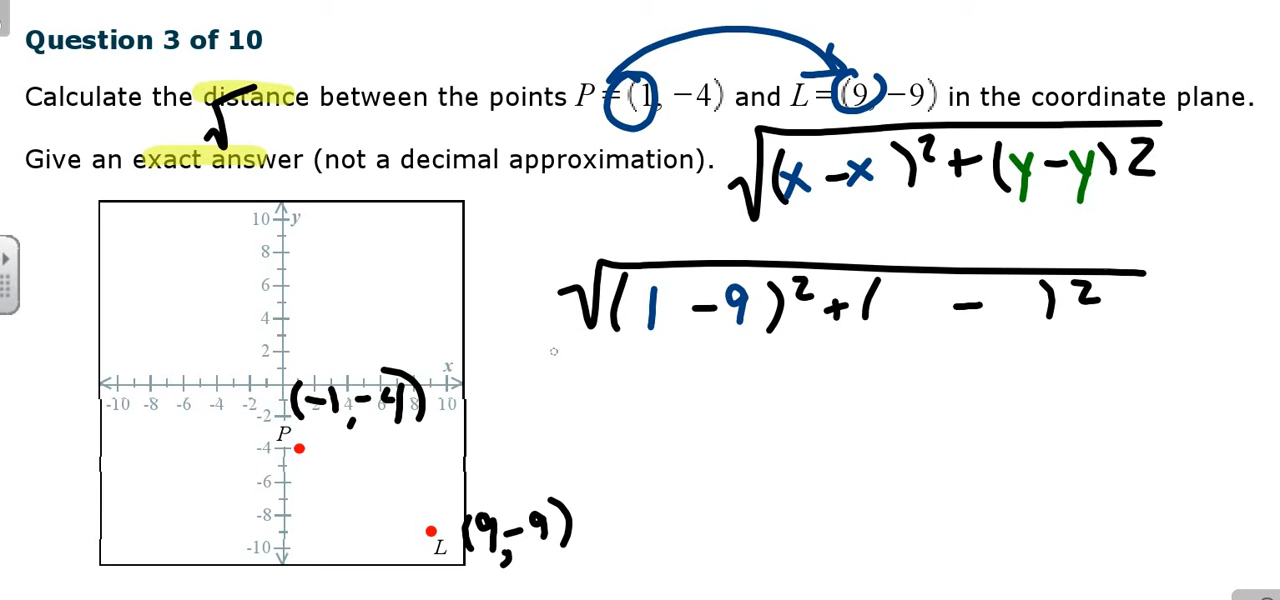 Question 3 of 10
Calculate the distance between the points P = (1, −4) and L = (9, −9) in the coordinate plane.
√
Give an exact answer (not a decimal approximation).
√(x - x)² + (y - y)2
√(1 - 9)² + ( - )²
10 y
8
6
4
2
x
-10 -8 -6 -4 -2 2 4 6 8 10
(-1, -4)
-2
P
-4
-6
-8
(9, -9)
-10
L